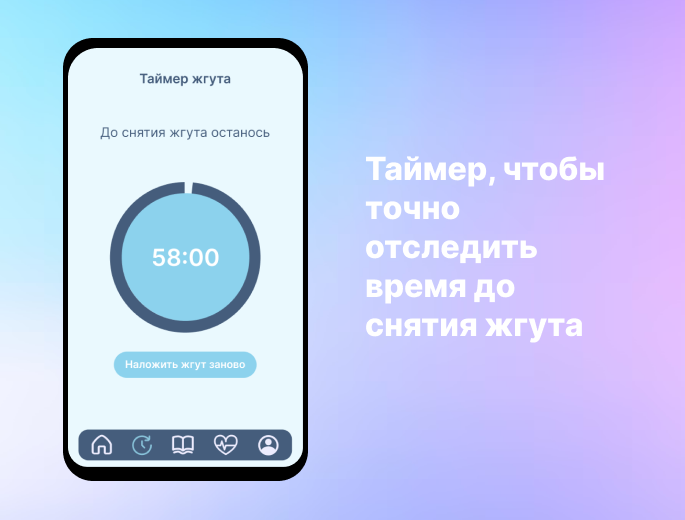 Таймер жгута
До снятия жгута останось
58:00
Наложить жгут заново
Таймер, чтобы
точно
отследить
время до
снятия жгута